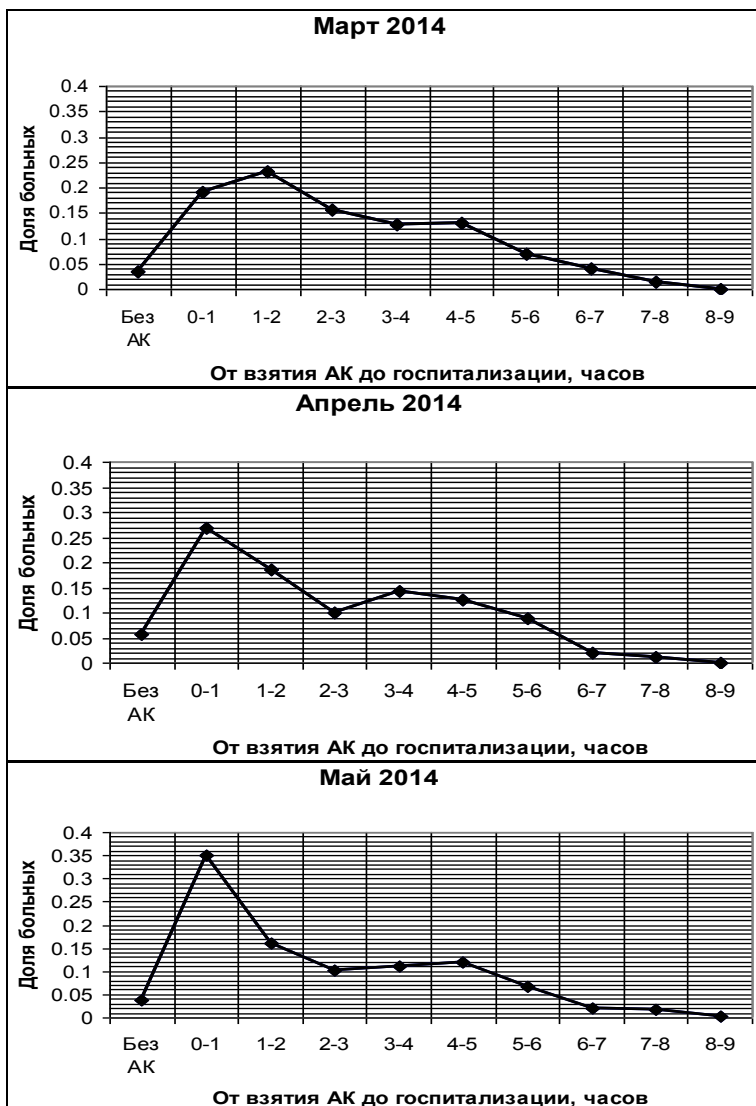 Март 2014
Доля больных
0.4
0.35
0.3
0.25
0.2
0.15
0.1
0.05
0
Без АК 0-1 1-2 2-3 3-4 4-5 5-6 6-7 7-8 8-9
От взятия АК до госпитализации, часов
Апрель 2014
Доля больных
0.4
0.35
0.3
0.25
0.2
0.15
0.1
0.05
0
Без АК 0-1 1-2 2-3 3-4 4-5 5-6 6-7 7-8 8-9
От взятия АК до госпитализации, часов
Май 2014
Доля больных
0.4
0.35
0.3
0.25
0.2
0.15
0.1
0.05
0
Без АК 0-1 1-2 2-3 3-4 4-5 5-6 6-7 7-8 8-9
От взятия АК до госпитализации, часов